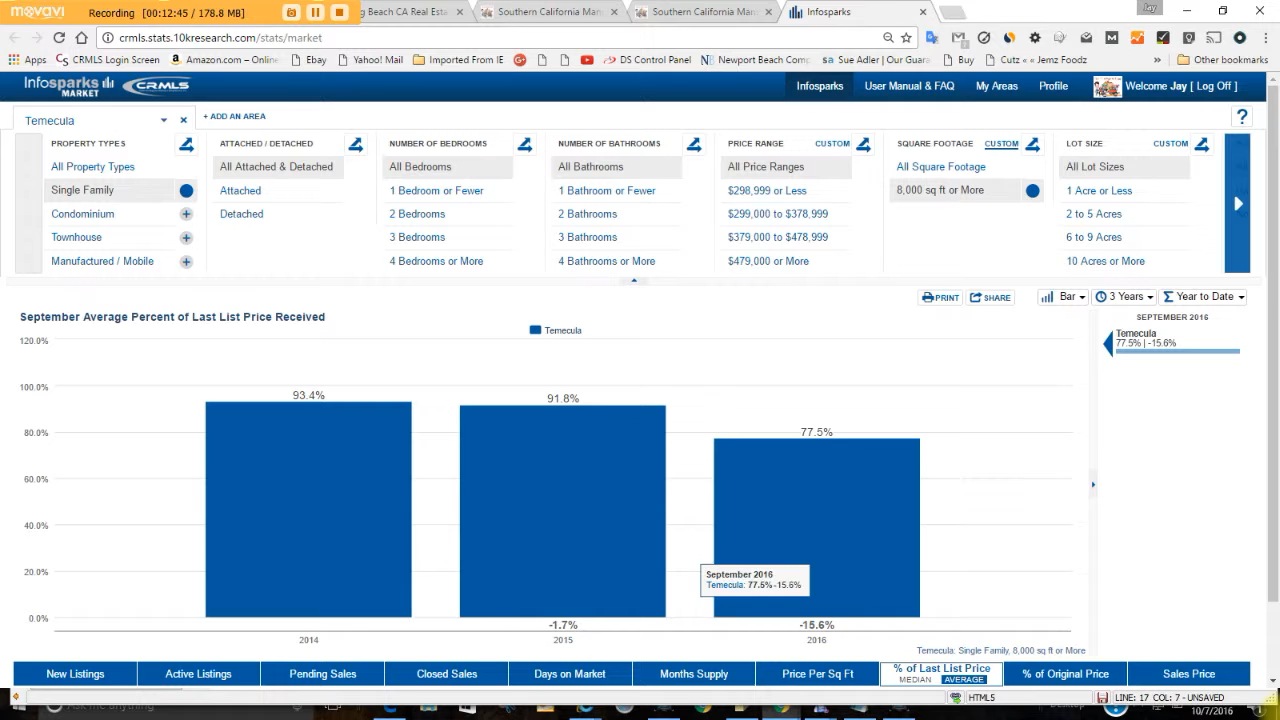 movavi
Recording || 00:12:45 / 178.8 MB)
g Beach CA Real Esta
Southern California Man
Southern California Mar
Infosparks
Jay
crmls.stats.10kresearch.com/stats/market
Apps
CRMLS Login Screen
Amazon.com – Onlin
Ebay
Yahoo! Mail
Imported From IE
DS Control Panel
Newport Beach Comp
Sue Adler | Our Guara
Buy
Cutz « « Jemz Foodz
»
Other bookmarks
Infosparks
MARKET
CRMLS
Infosparks
User Manual & FAQ
My Areas
Profile
Welcome Jay [ Log Off ]
Temecula
+ ADD AN AREA
?
PROPERTY TYPES
All Property Types
Single Family
Condominium
Townhouse
Manufactured / Mobile
ATTACHED / DETACHED
All Attached & Detached
Attached
Detached
NUMBER OF BEDROOMS
All Bedrooms
1 Bedroom or Fewer
2 Bedrooms
3 Bedrooms
4 Bedrooms or More
NUMBER OF BATHROOMS
All Bathrooms
1 Bathroom or Fewer
2 Bathrooms
3 Bathrooms
4 Bathrooms or More
PRICE RANGE CUSTOM
All Price Ranges
$298,999 or Less
$299,000 to $378,999
$379,000 to $478,999
$479,000 or More
SQUARE FOOTAGE CUSTOM
All Square Footage
8,000 sq ft or More
LOT SIZE CUSTOM
All Lot Sizes
1 Acre or Less
2 to 5 Acres
6 to 9 Acres
10 Acres or More
PRINT
SHARE
Bar
3 Years
Σ Year to Date
September Average Percent of Last List Price Received
Temecula
SEPTEMBER 2016
Temecula
77.5% | -15.6%
120.0%
100.0%
80.0%
60.0%
40.0%
20.0%
0.0%
93.4%
91.8%
77.5%
September 2016
Temecula: 77.5% -15.6%
-1.7%
-15.6%
2014
2015
2016
Temecula: Single Family, 8,000 sq ft or More
New Listings
Active Listings
Pending Sales
Closed Sales
Days on Market
Months Supply
Price Per Sq Ft
% of Last List Price
MEDIAN AVERAGE
% of Original Price
Sales Price
HTML5
LINE: 17 COL: 7 - UNSAVED
Ask me anything
Desktop
10/7/2016